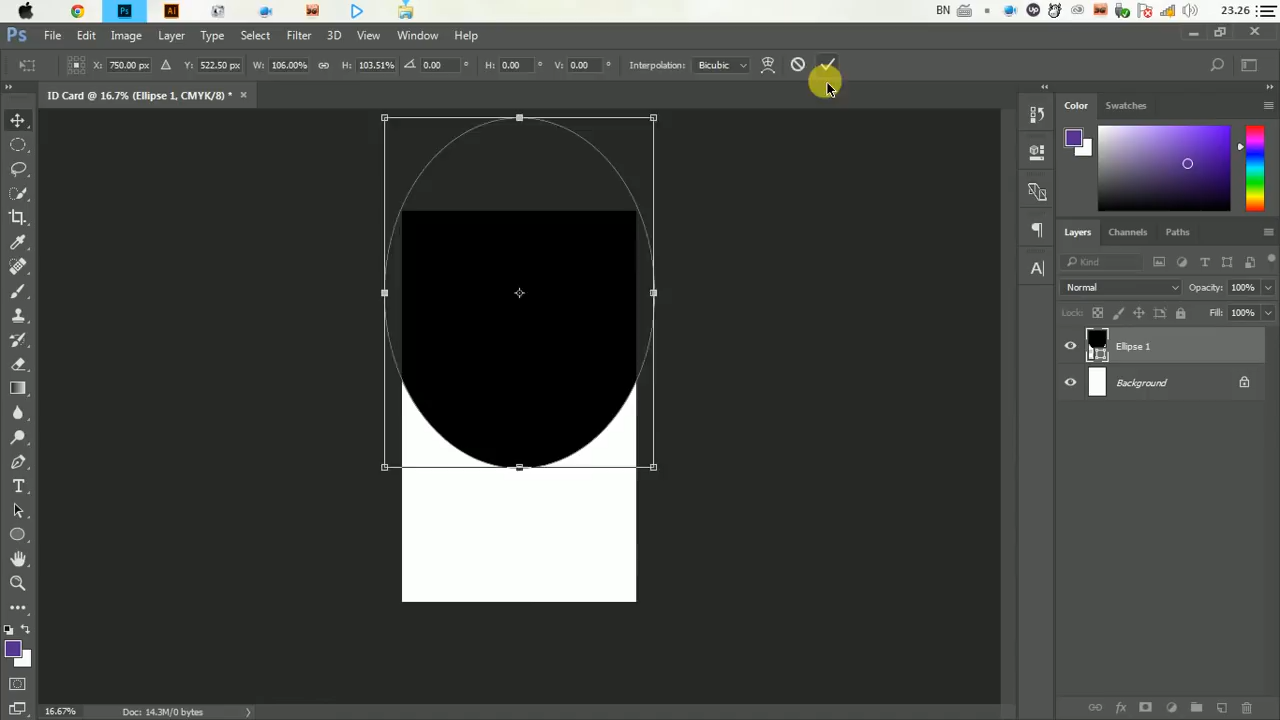 BN
Up
23.26
Ps
File Edit Image Layer Type Select Filter 3D View Window Help
X: 750.00 px Y: 522.50 px W: 106.00% H: 103.51% 0.00 ° H: 0.00 ° V: 0.00 ° Interpolation: Bicubic
ID Card @ 16.7% (Ellipse 1, CMYK/8) * ×
Color Swatches
Layers Channels Paths
Kind
Normal Opacity: 100%
Lock: Fill: 100%
Ellipse 1
Background
16.67% Doc: 14.3M/0 bytes